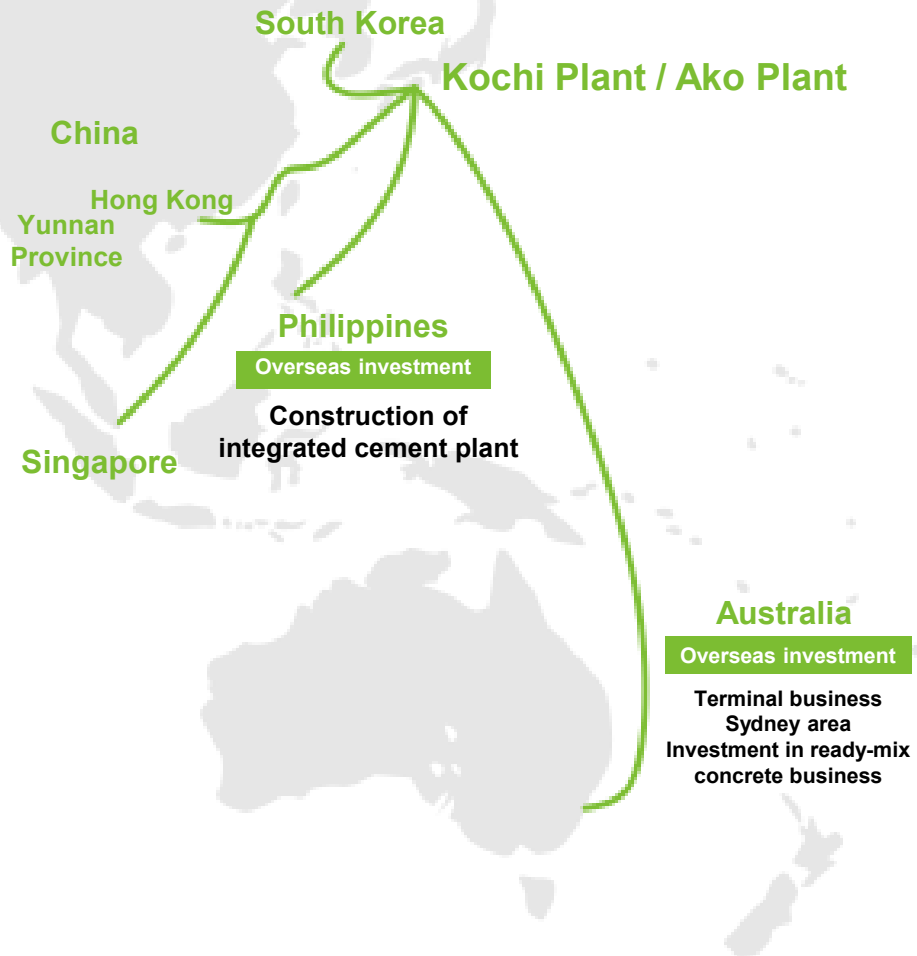 South Korea
Kochi Plant / Ako Plant
China
Hong Kong
Yunnan
Province
Philippines
Overseas investment
Construction of
integrated cement plant
Singapore
Australia
Overseas investment
Terminal business
Sydney area
Investment in ready-mix
concrete business